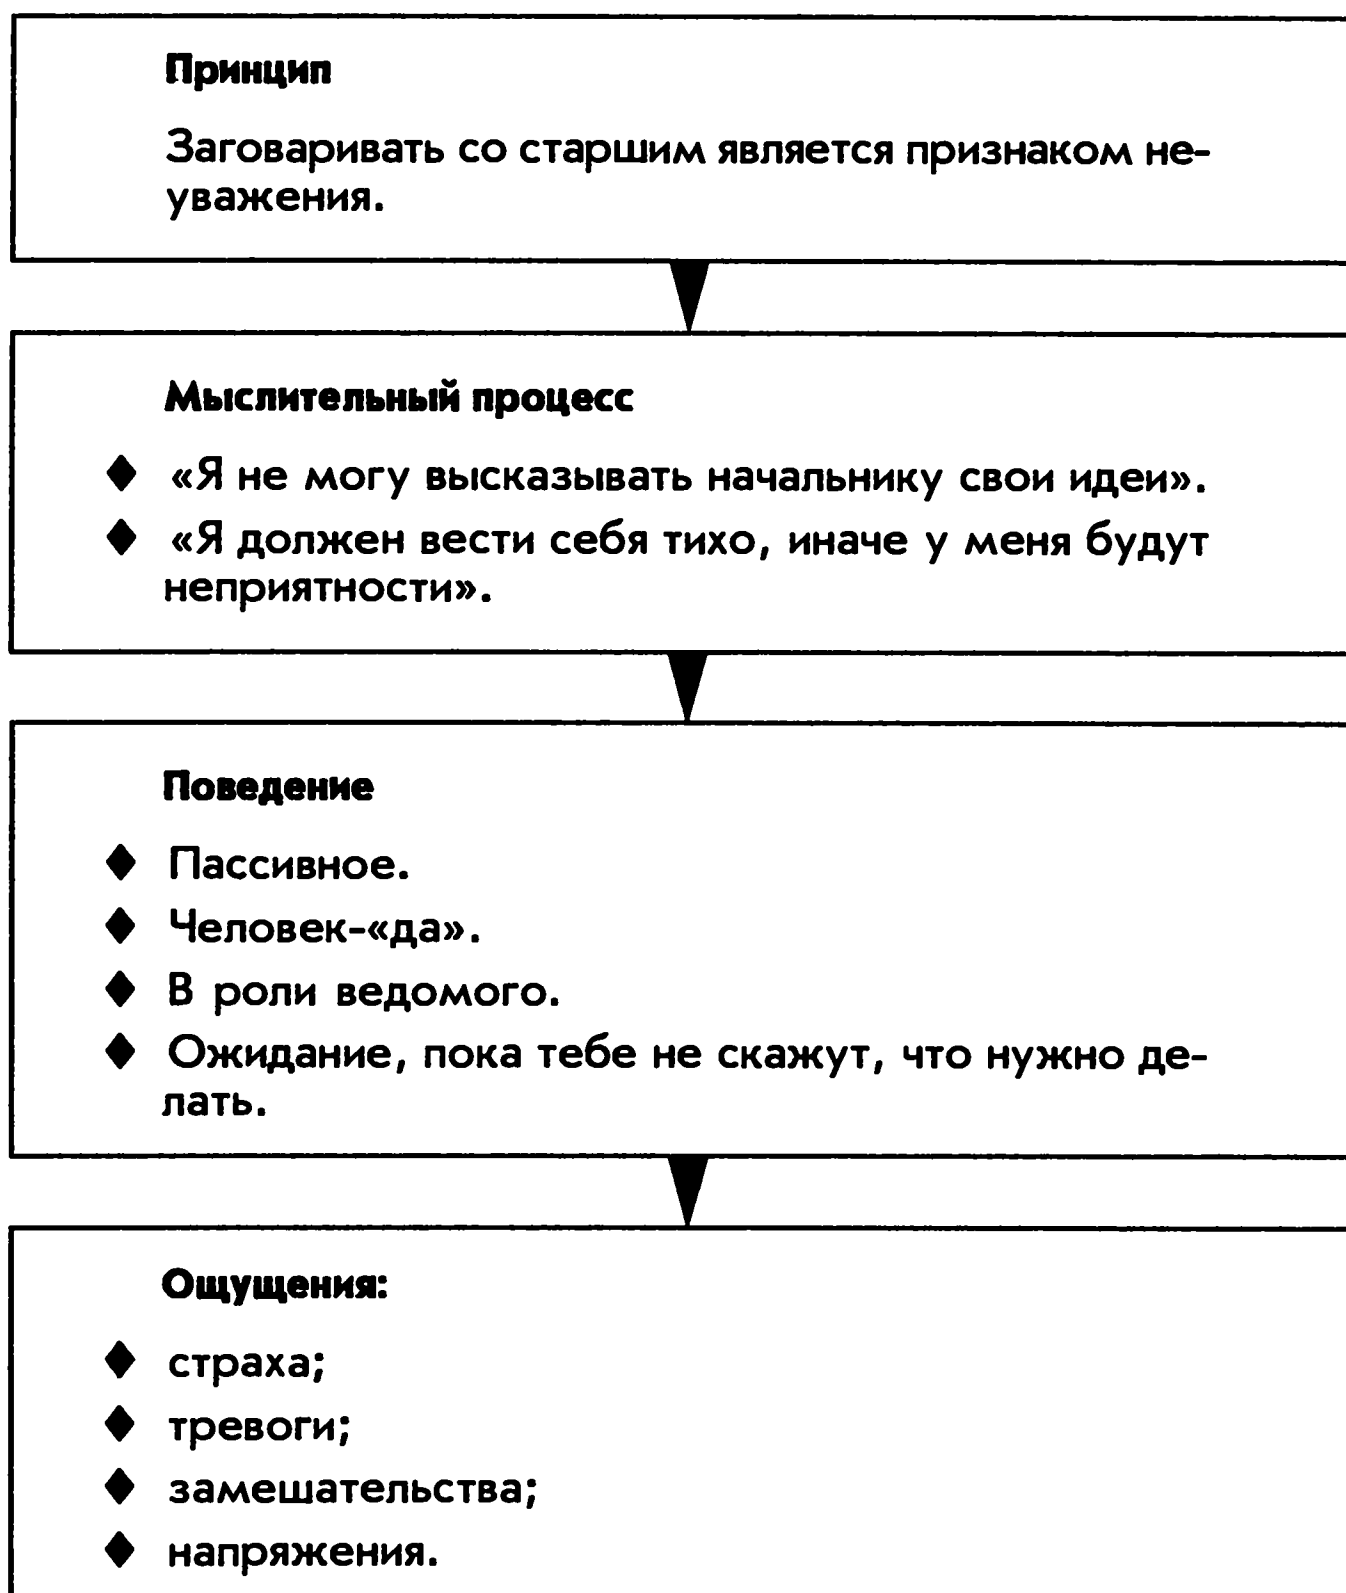 Принцип
Заговаривать со старшим является признаком не-
уважения.
Мыслительный процесс
♦ «Я не могу высказывать начальнику свои идеи».
♦ «Я должен вести себя тихо, иначе у меня будут
неприятности».
Поведение
♦ Пассивное.
♦ Человек-«да».
♦ В роли ведомого.
♦ Ожидание, пока тебе не скажут, что нужно де-
лать.
Ощущения:
♦ страха;
♦ тревоги;
♦ замешательства;
♦ напряжения.